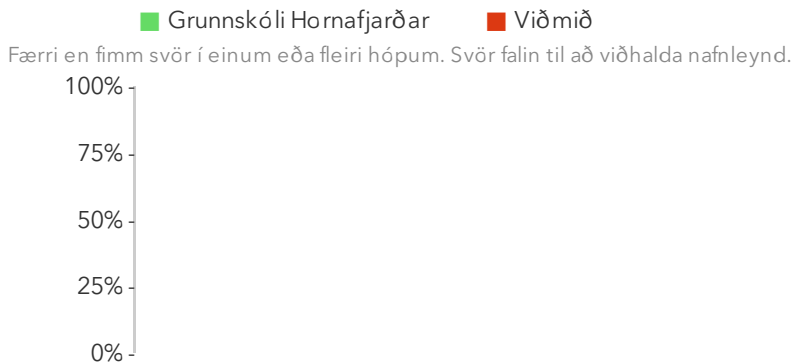 Grunnskóli Hornafjarðar Viðmið
Færri en fimm svör í einum eða fleiri hópum. Svör falin til að viðhalda nafnleynd.
100%
75%
50%
25%
0%